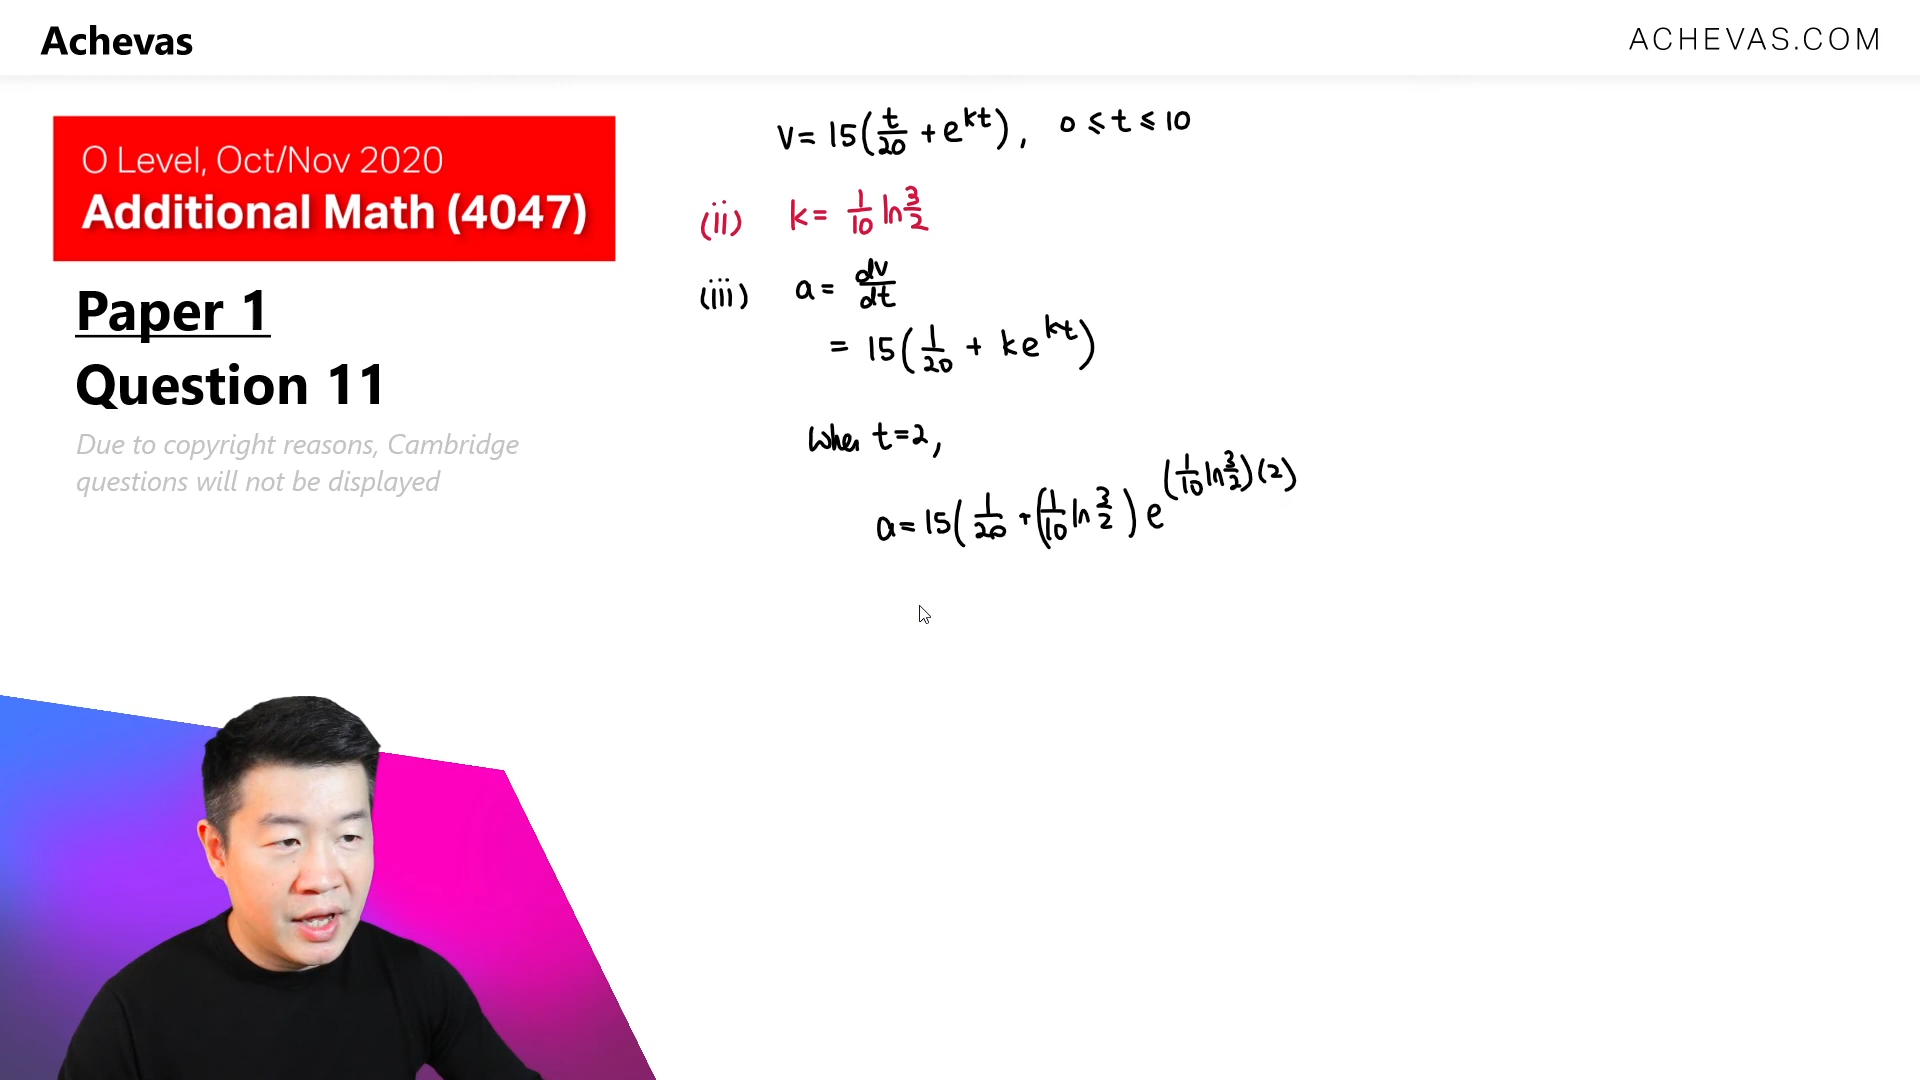 Achevas
ACHEVAS.COM
O Level, Oct/Nov 2020
Additional Math (4047)
Paper 1
Question 11
Due to copyright reasons, Cambridge
questions will not be displayed
v = 15(t/20 + e^kt), 0 ≤ t ≤ 10
(ii) k = 1/10 ln 3/2
(iii) a = dv/dt
= 15(1/20 + ke^kt)
When t=2,
a = 15(1/20 + (1/10 ln 3/2) e^(1/10 ln 3/2)(2)